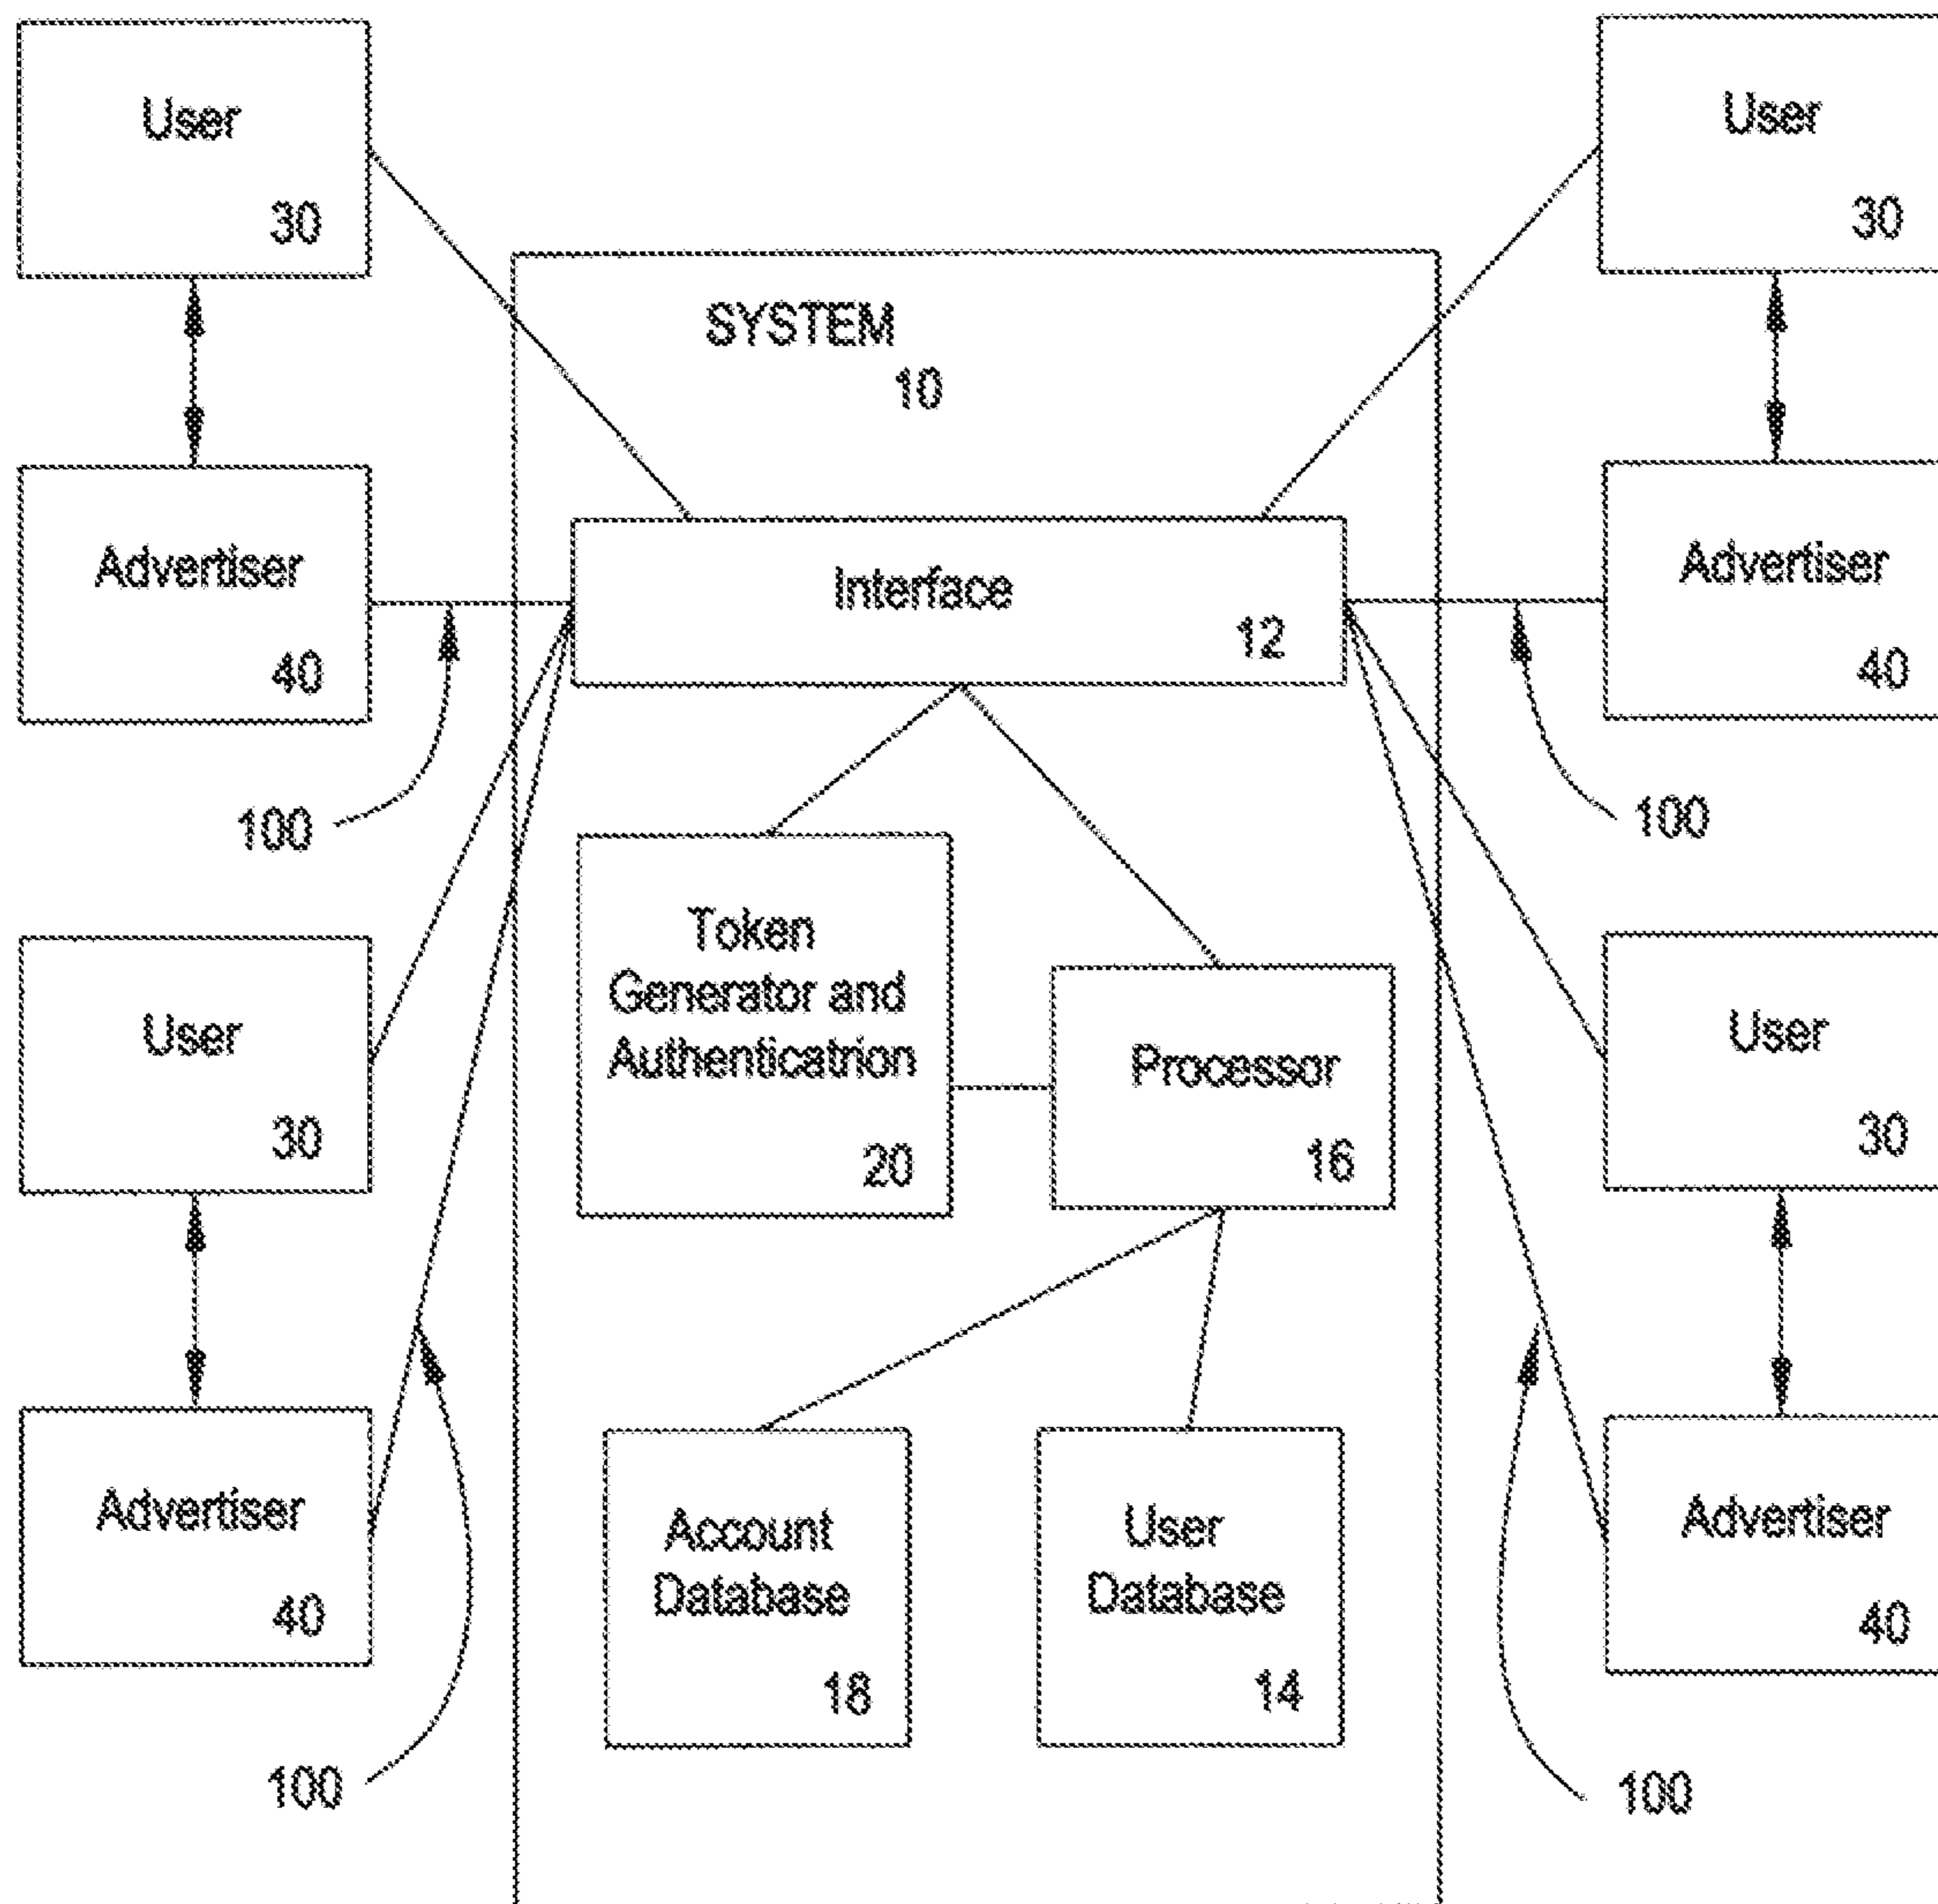 User
30
User
30
SYSTEM
10
Advertiser
40
Interface
12
Advertiser
40
100
100
Token
Generator and
Authenticatrion
20
User
30
Processor
16
User
30
Advertiser
40
Account
Database
18
User
Database
14
Advertiser
40
100
100